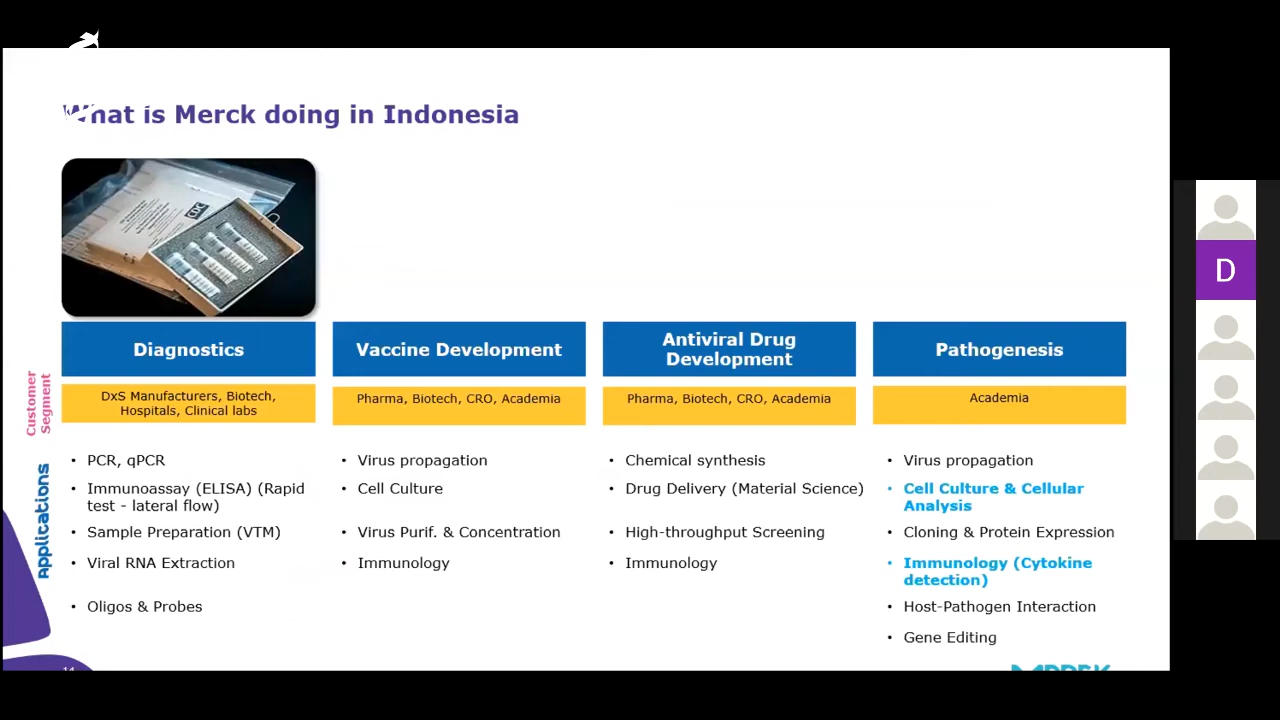 What is Merck doing in Indonesia
CDC
Diagnostics
Vaccine Development
Antiviral Drug
Development
Pathogenesis
Customer
Segment
DxS Manufacturers, Biotech,
Hospitals, Clinical labs
Pharma, Biotech, CRO, Academia
Pharma, Biotech, CRO, Academia
Academia
Applications
• PCR, qPCR
• Immunoassay (ELISA) (Rapid
test - lateral flow)
• Sample Preparation (VTM)
• Viral RNA Extraction
• Oligos & Probes
• Virus propagation
• Cell Culture
• Virus Purif. & Concentration
• Immunology
• Chemical synthesis
• Drug Delivery (Material Science)
• High-throughput Screening
• Immunology
• Virus propagation
• Cell Culture & Cellular
Analysis
• Cloning & Protein Expression
• Immunology (Cytokine
detection)
• Host-Pathogen Interaction
• Gene Editing
14
D